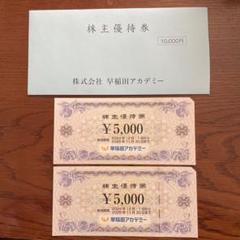 株主優待券
10,000円
株式会社 早稲田アカデミー
株主優待券
¥5,000
早稲田アカデミー
株主優待券
¥5,000
早稲田アカデミー